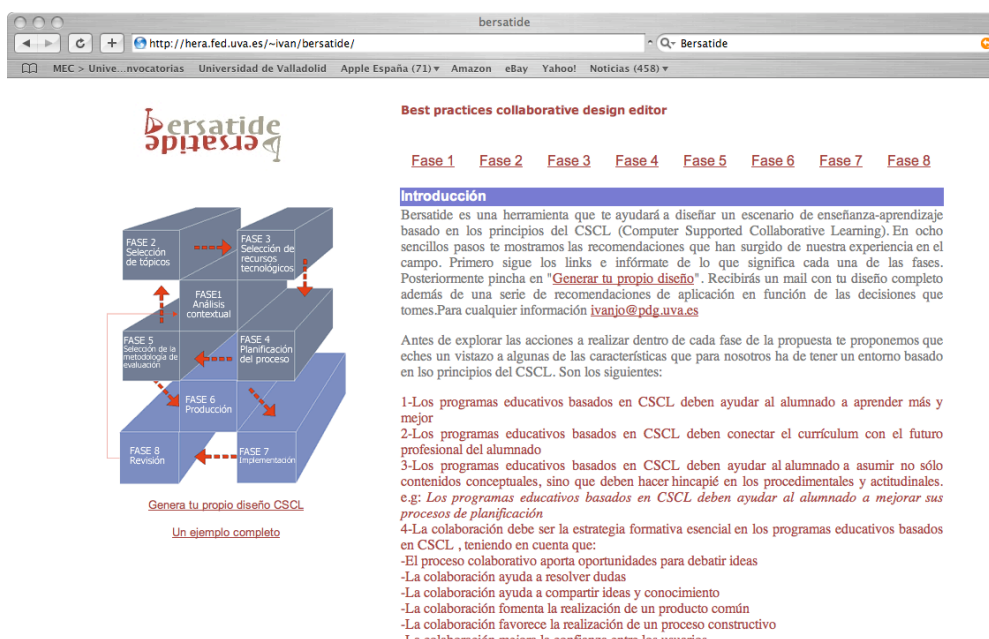 bersatide
http://hera.fed.uva.es/~ivan/bersatide/
Bersatide
MEC > Unive...nvocatorias Universidad de Valladolid Apple España (71) Amazon eBay Yahoo! Noticias (458)
bersatide
bersatide
FASE 2
Selección
de tópicos
FASE 3
Selección de
recursos
tecnológicos
FASE1
Análisis
contextual
FASE 5
Selección de la
metodología de
evaluación
FASE 4
Planificación
del proceso
FASE 6
Producción
FASE 8
Revisión
FASE 7
Implementación
Genera tu propio diseño CSCL
Un ejemplo completo
Best practices collaborative design editor
Fase 1 Fase 2 Fase 3 Fase 4 Fase 5 Fase 6 Fase 7 Fase 8
Introducción
Bersatide es una herramienta que te ayudará a diseñar un escenario de enseñanza-aprendizaje
basado en los principios del CSCL (Computer Supported Collaborative Learning). En ocho
sencillos pasos te mostramos las recomendaciones que han surgido de nuestra experiencia en el
campo. Primero sigue los links e infórmate de lo que significa cada una de las fases.
Posteriormente pincha en "Generar tu propio diseño". Recibirás un mail con tu diseño completo
además de una serie de recomendaciones de aplicación en función de las decisiones que
tomes.Para cualquier información ivanjo@pdg.uva.es
Antes de explorar las acciones a realizar dentro de cada fase de la propuesta te proponemos que
eches un vistazo a algunas de las características que para nosotros ha de tener un entorno basado
en lso principios del CSCL. Son los siguientes:
1-Los programas educativos basados en CSCL deben ayudar al alumnado a aprender más y
mejor
2-Los programas educativos basados en CSCL deben conectar el currículum con el futuro
profesional del alumnado
3-Los programas educativos basados en CSCL deben ayudar al alumnado a asumir no sólo
contenidos conceptuales, sino que deben hacer hincapié en los procedimentales y actitudinales.
e.g: Los programas educativos basados en CSCL deben ayudar al alumnado a mejorar sus
procesos de planificación
4-La colaboración debe ser la estrategia formativa esencial en los programas educativos basados
en CSCL , teniendo en cuenta que:
-El proceso colaborativo aporta oportunidades para debatir ideas
-La colaboración ayuda a resolver dudas
-La colaboración ayuda a compartir ideas y conocimiento
-La colaboración fomenta la realización de un producto común
-La colaboración favorece la realización de un proceso constructivo
-La colaboración mejora la confianza entre los usuarios